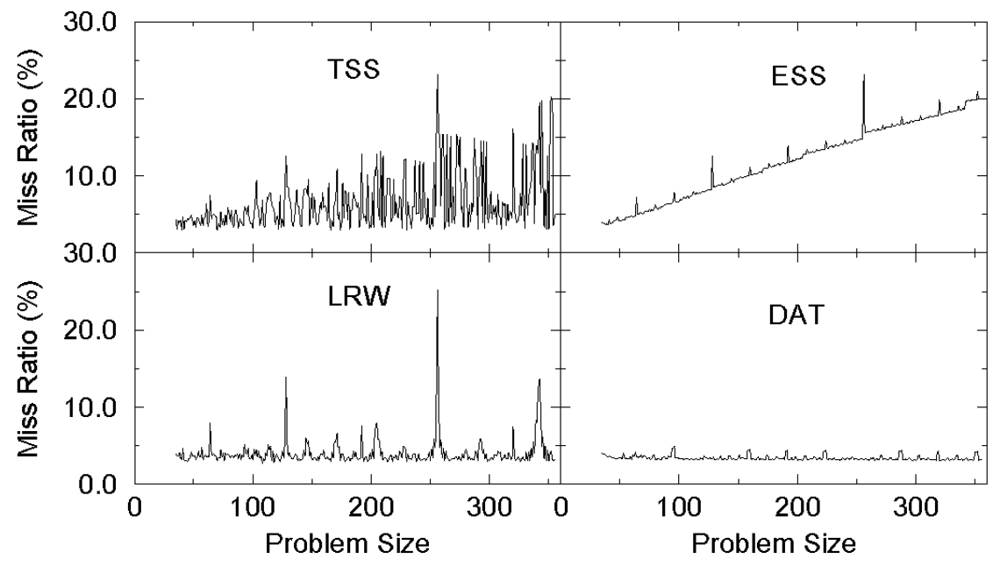 30.0
20.0
10.0
30.0
20.0
10.0
0.0
Miss Ratio (%)
Miss Ratio (%)
TSS
ESS
LRW
DAT
0 100 200 300 0 100 200 300
Problem Size Problem Size